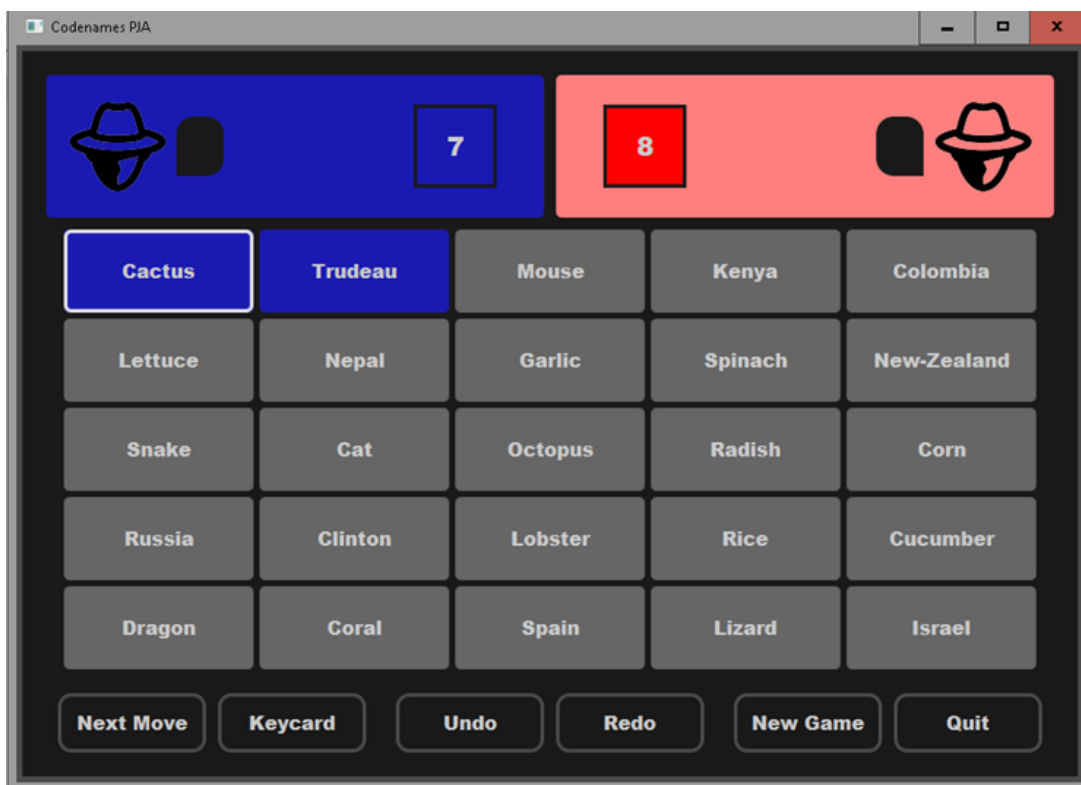 Codenames PJA
7 8
Cactus Trudeau Mouse Kenya Colombia
Lettuce Nepal Garlic Spinach New-Zealand
Snake Cat Octopus Radish Corn
Russia Clinton Lobster Rice Cucumber
Dragon Coral Spain Lizard Israel
Next Move Keycard Undo Redo New Game Quit